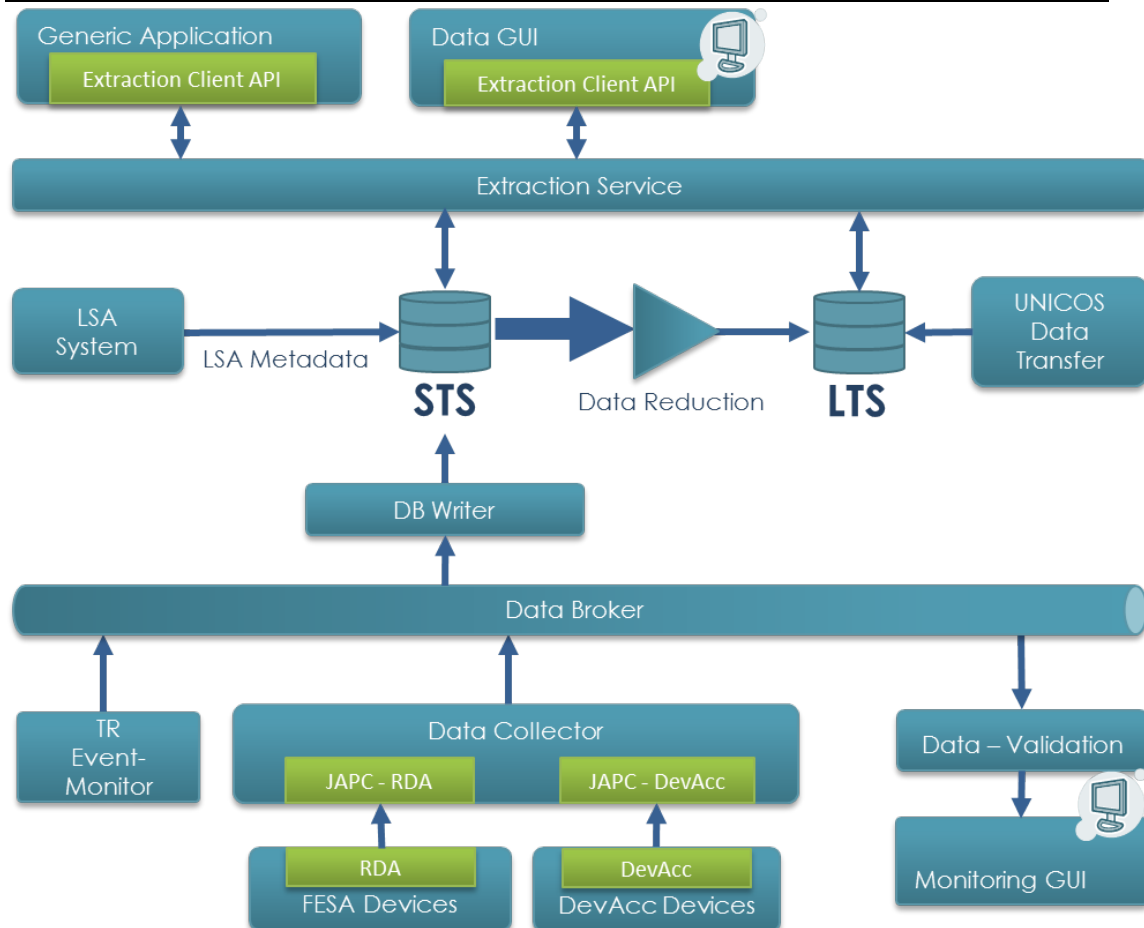 Generic Application
Extraction Client API
Data GUI
Extraction Client API
Extraction Service
LSA
System
LSA Metadata
STS
Data Reduction
LTS
UNICOS
Data
Transfer
DB Writer
Data Broker
TR
Event-
Monitor
Data Collector
JAPC - RDA
JAPC - DevAcc
RDA
FESA Devices
DevAcc
DevAcc Devices
Data – Validation
Monitoring GUI